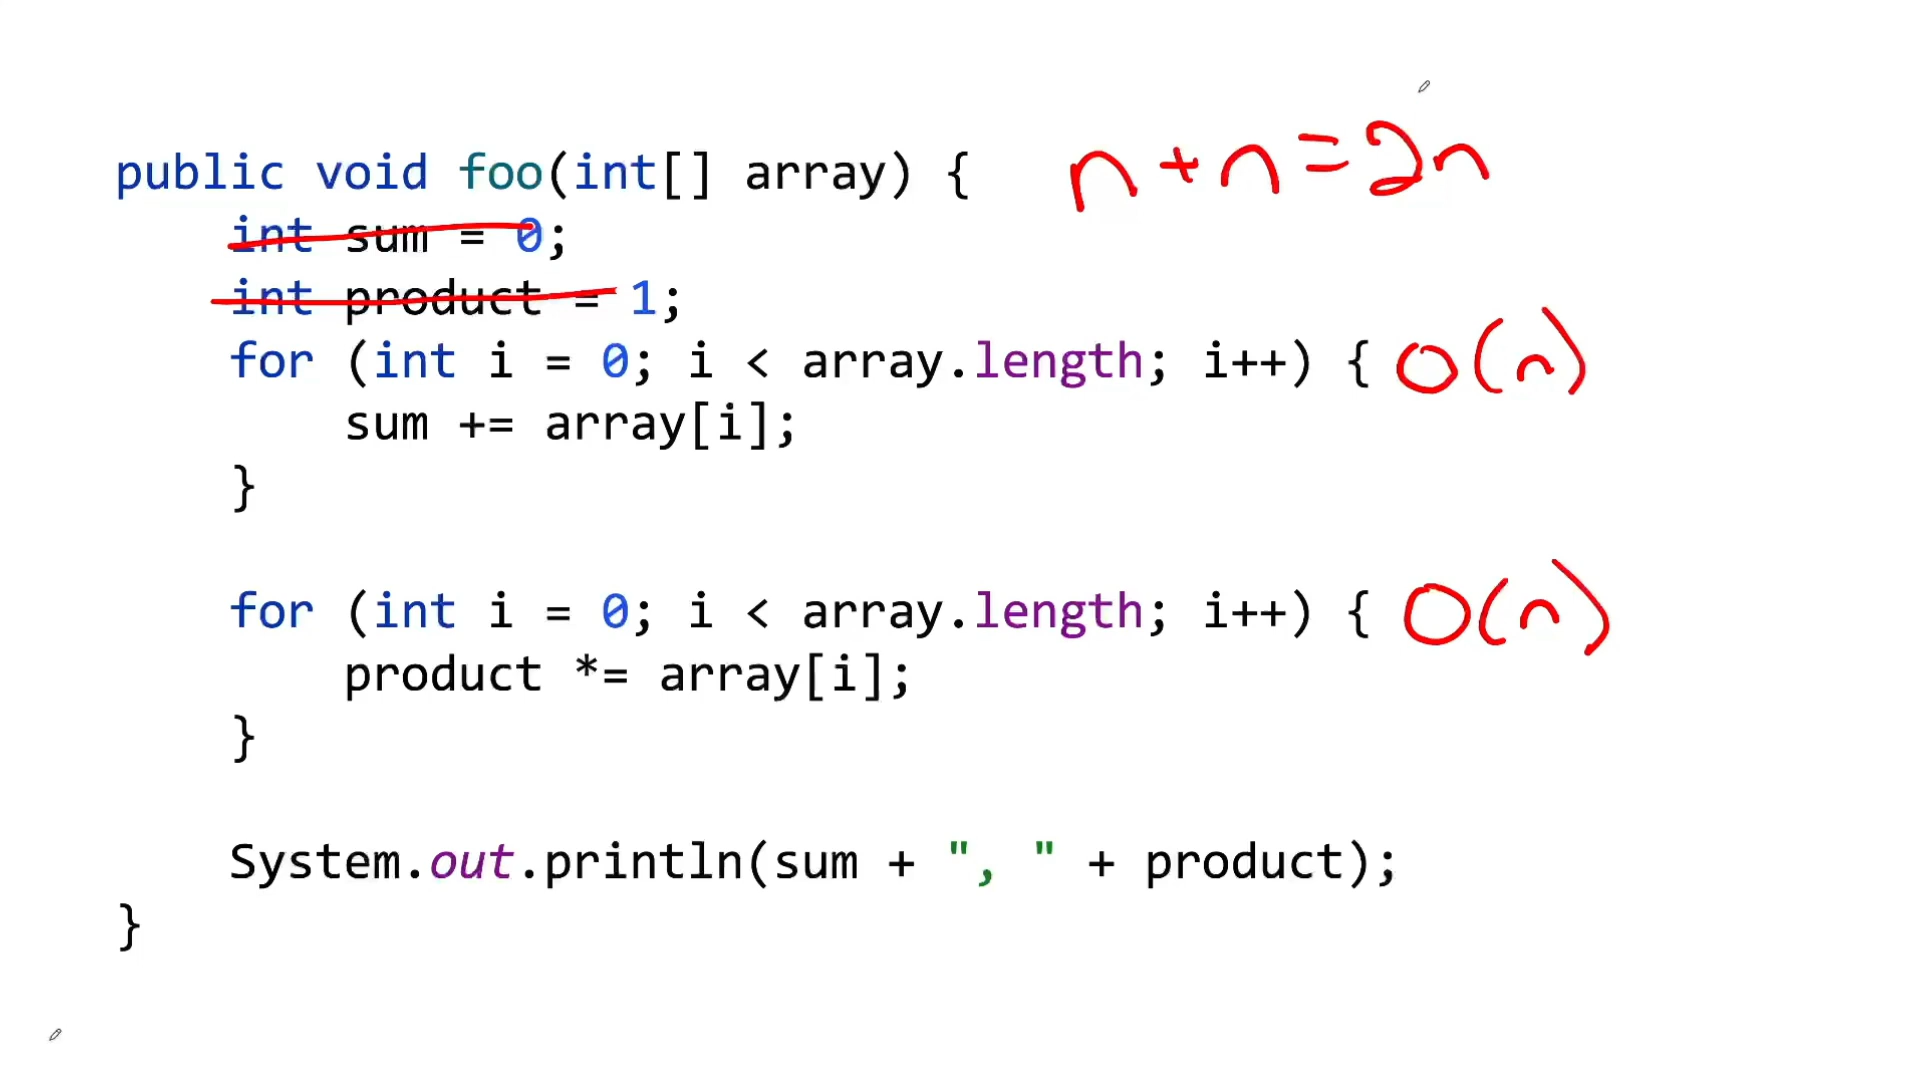 public void foo(int[] array) { n + n = 2n
int sum = 0;
int product = 1;
for (int i = 0; i < array.length; i++) { O(n)
sum += array[i];
}
for (int i = 0; i < array.length; i++) { O(n)
product *= array[i];
}
System.out.println(sum + ", " + product);
}